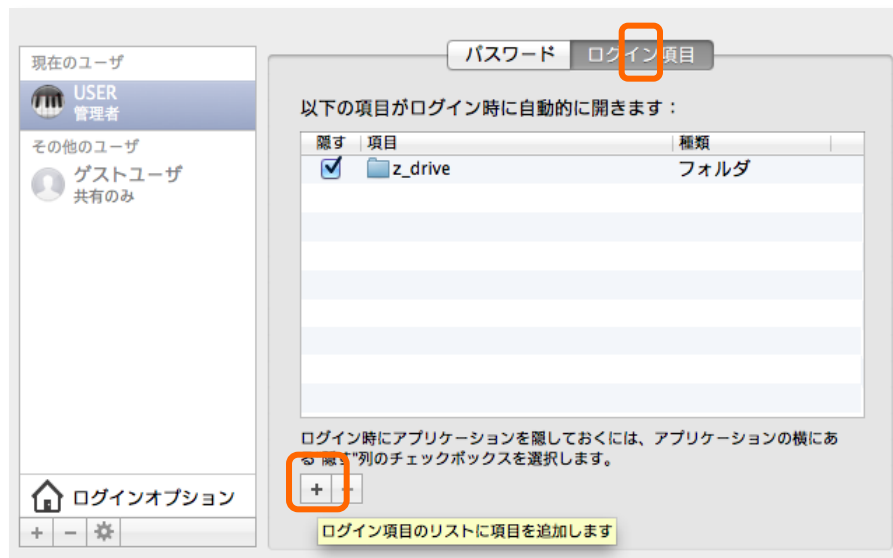 パスワード
ログイン項目
現在のユーザ
USER
管理者
その他のユーザ
ゲストユーザ
共有のみ
ログインオプション
以下の項目がログイン時に自動的に開きます：
隠す 項目 種類
z_drive フォルダ
ログイン時にアプリケーションを隠しておくには、アプリケーションの横にあ
る"隠す"列のチェックボックスを選択します。
ログイン項目のリストに項目を追加します